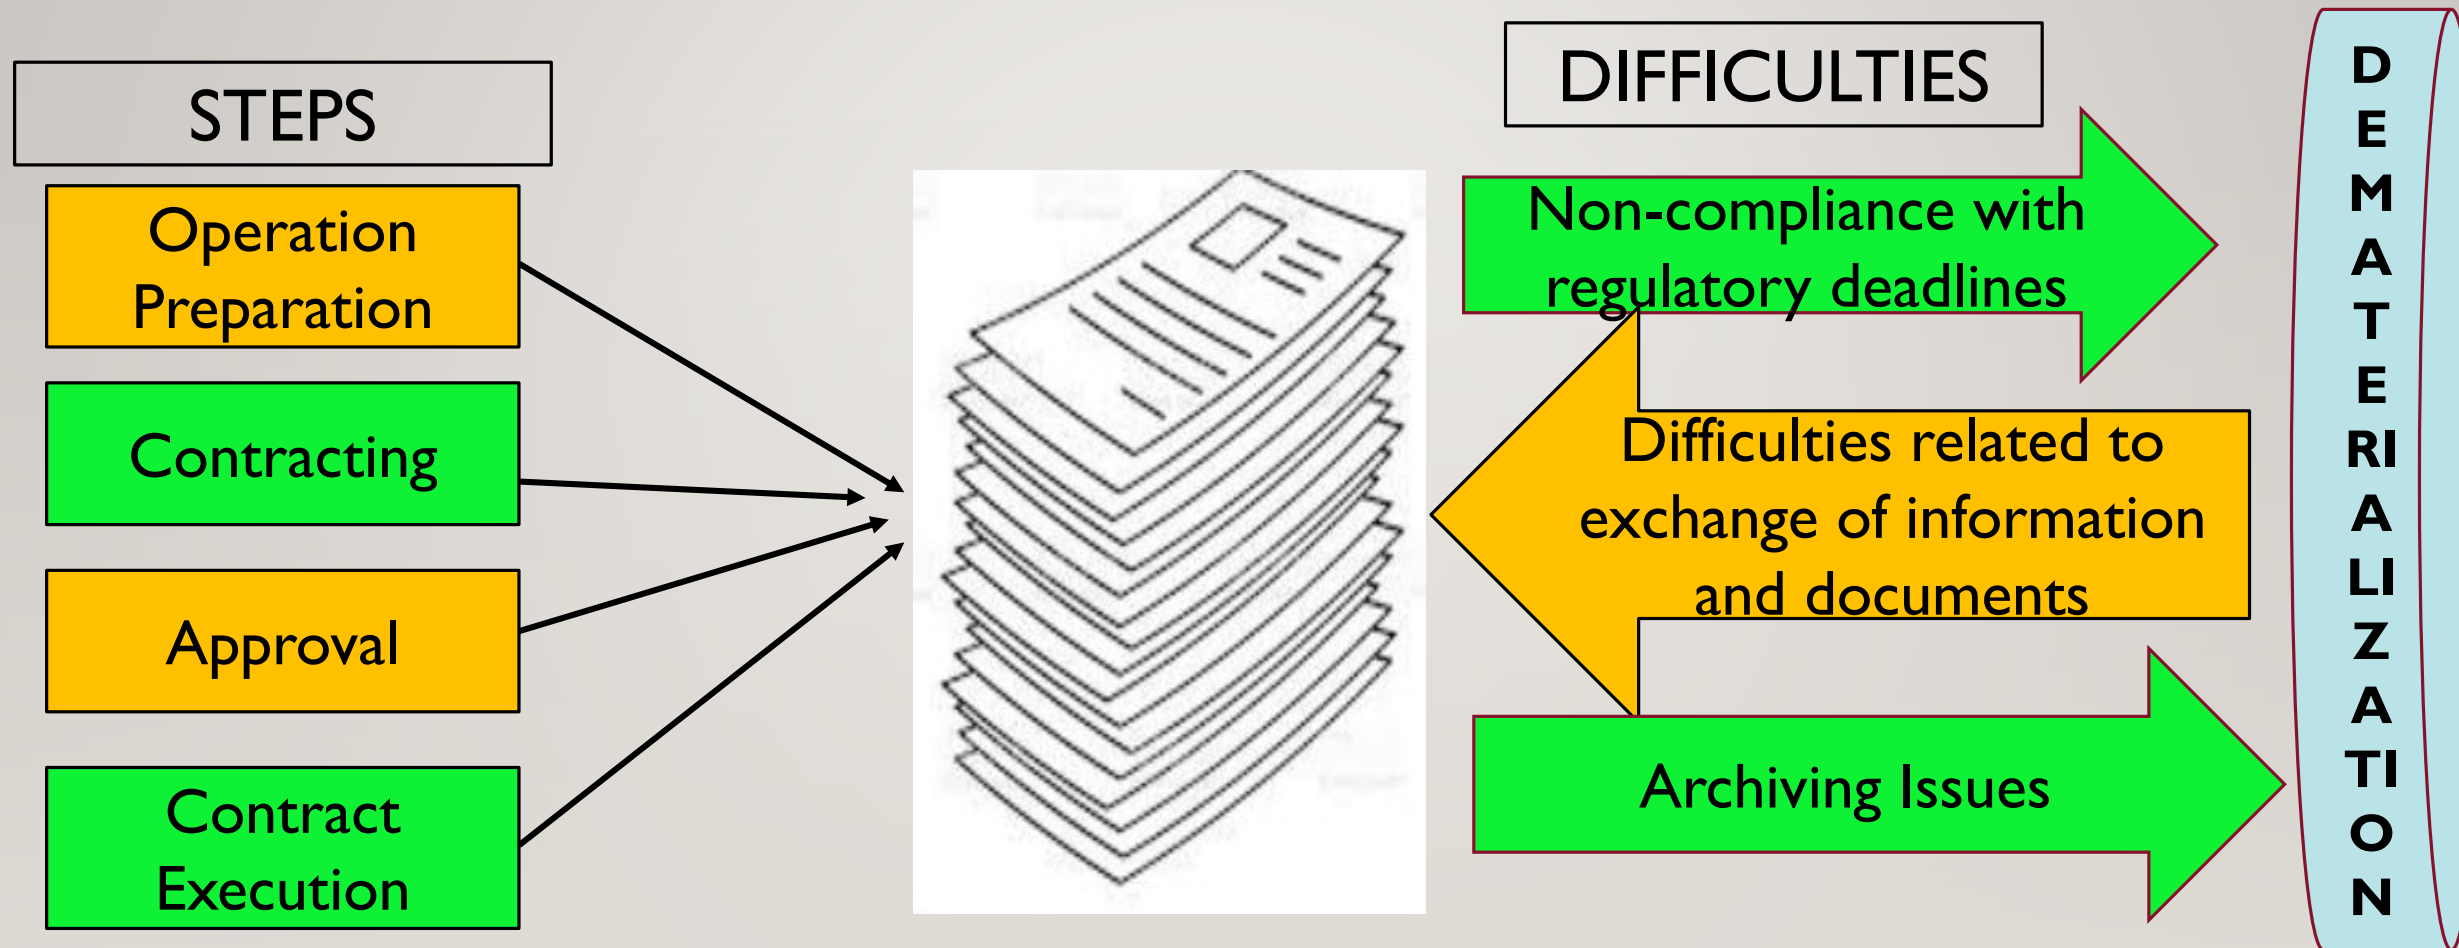 STEPS
Operation
Preparation
Contracting
Approval
Contract
Execution
DIFFICULTIES
Non-compliance with
regulatory deadlines
Difficulties related to
exchange of information
and documents
Archiving Issues
D
E
M
A
T
E
RI
A
LI
Z
A
TI
O
N